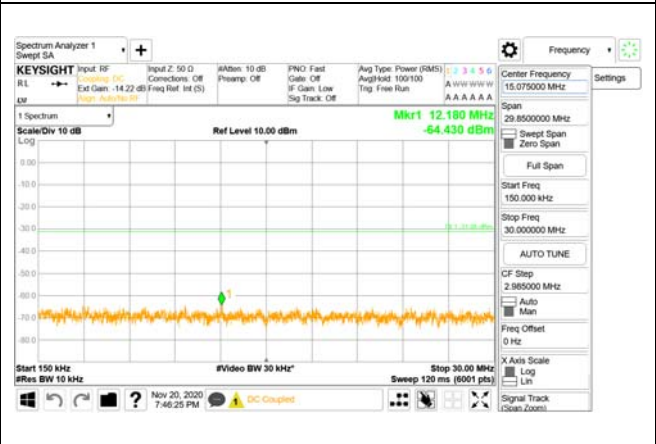 Spectrum Analyzer 1
Swept SA
Frequency
KEYSIGHT
RL
Input: RF
Coupling: DC
Ext Gain: -14.22 dB
Align: Auto/No RF
Input Z: 50 Ω
Corrections: Off
Freq Ref: Int (S)
#Atten: 10 dB
Preamp: Off
PNO: Fast
Gate: Off
IF Gain: Low
Sig Track: Off
Avg Type: Power (RMS)
Avg|Hold: 100/100
Trig: Free Run
1 2 3 4 5 6
A W W W W W
A A A A A A
1 Spectrum
Scale/Div 10 dB
Ref Level 10.00 dBm
Mkr1 12.180 MHz
-64.430 dBm
Log
0.00
-10.0
-20.0
-30.0
-40.0
-50.0
-60.0
-70.0
-80.0
1
Start 150 kHz
#Res BW 10 kHz
#Video BW 30 kHz*
Stop 30.00 MHz
Sweep 120 ms (6001 pts)
Nov 20, 2020
7:46:25 PM
DC Coupled
Center Frequency
15.075000 MHz
Settings
Span
29.8500000 MHz
Swept Span
Zero Span
Full Span
Start Freq
150.000 kHz
Stop Freq
30.000000 MHz
AUTO TUNE
CF Step
2.985000 MHz
Auto
Man
Freq Offset
0 Hz
X Axis Scale
Log
Lin
Signal Track
(Span Zoom)